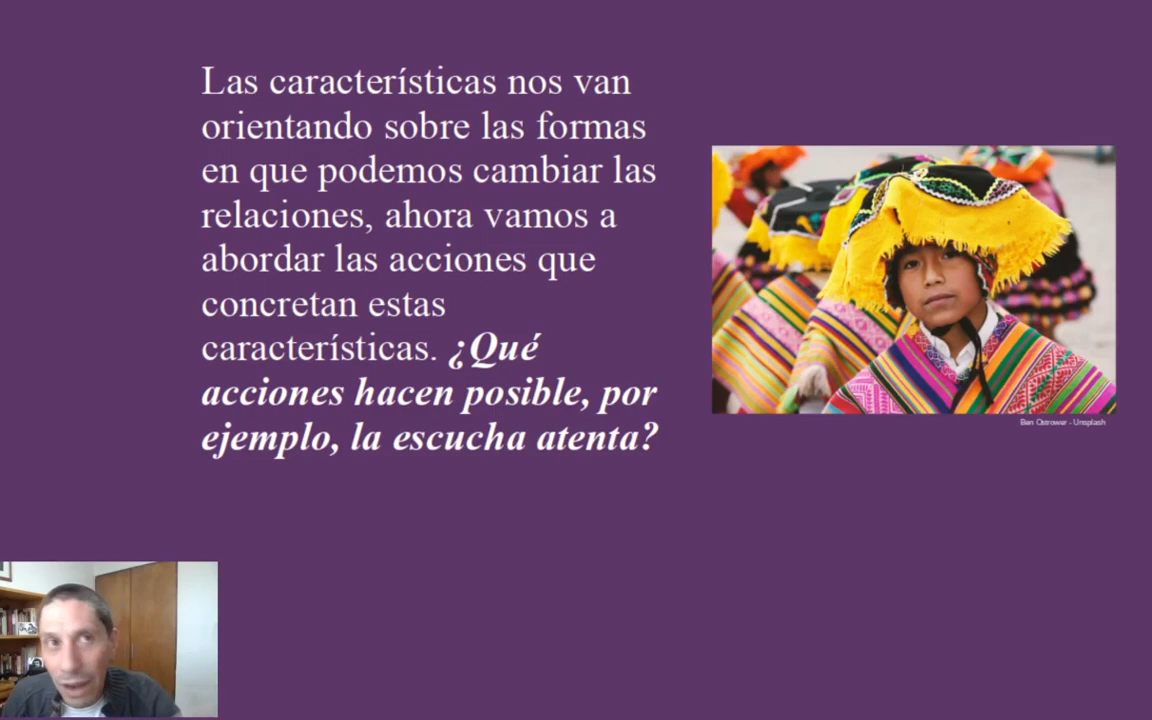 Las características nos van
orientando sobre las formas
en que podemos cambiar las
relaciones, ahora vamos a
abordar las acciones que
concretan estas
características. ¿Qué
acciones hacen posible, por
ejemplo, la escucha atenta?
Ben Ostrower - Unsplash